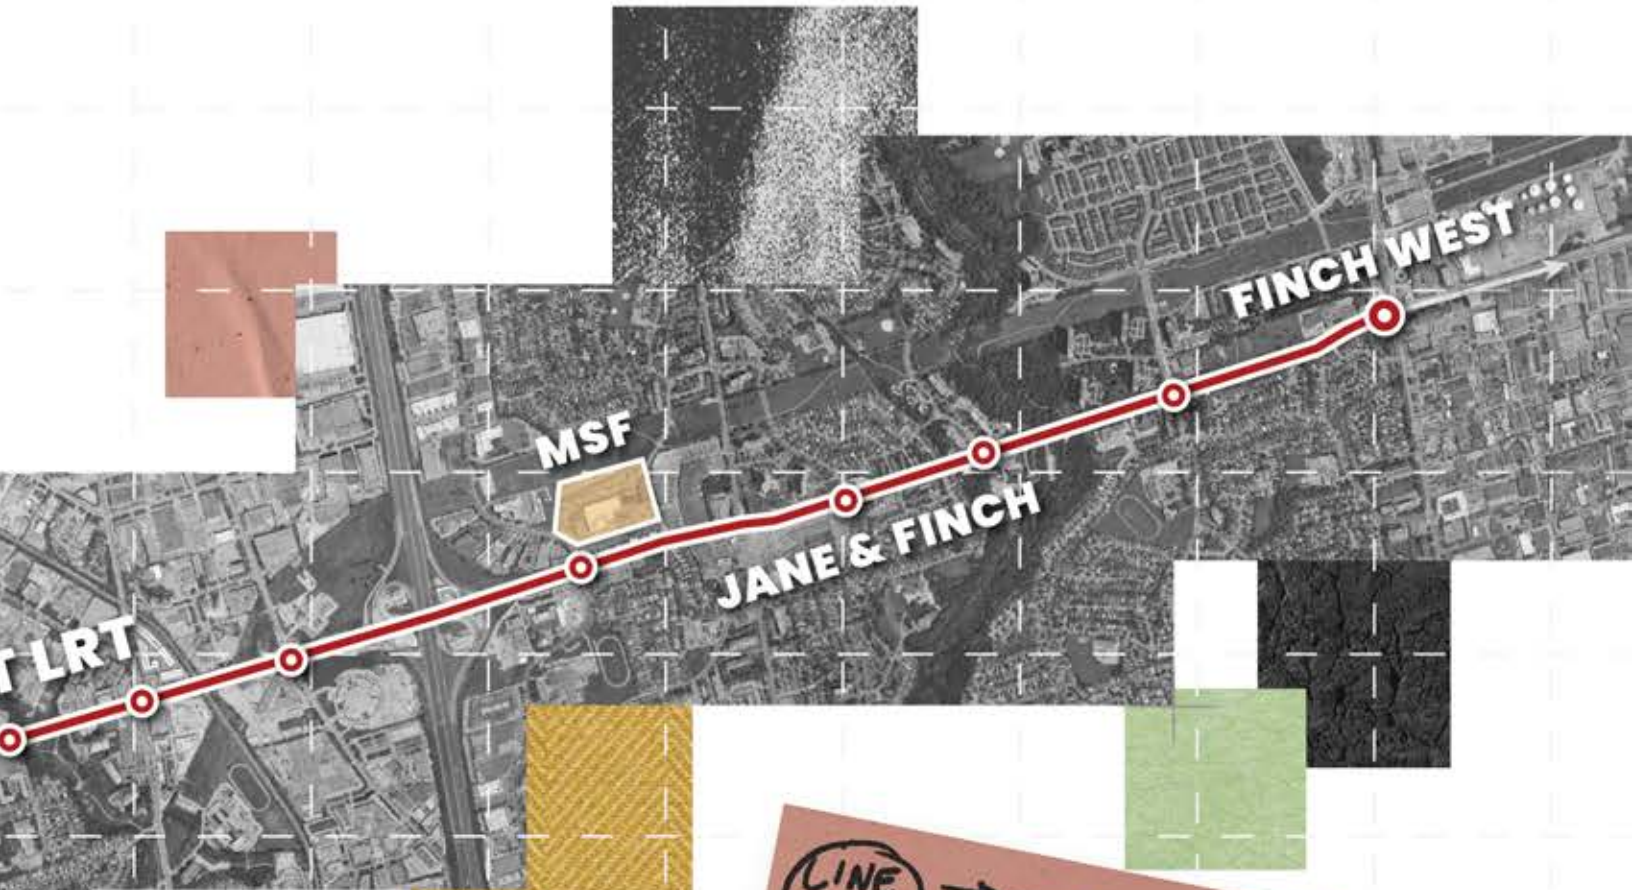 FINCH WEST
MSF
JANE & FINCH
T LRT
LINE